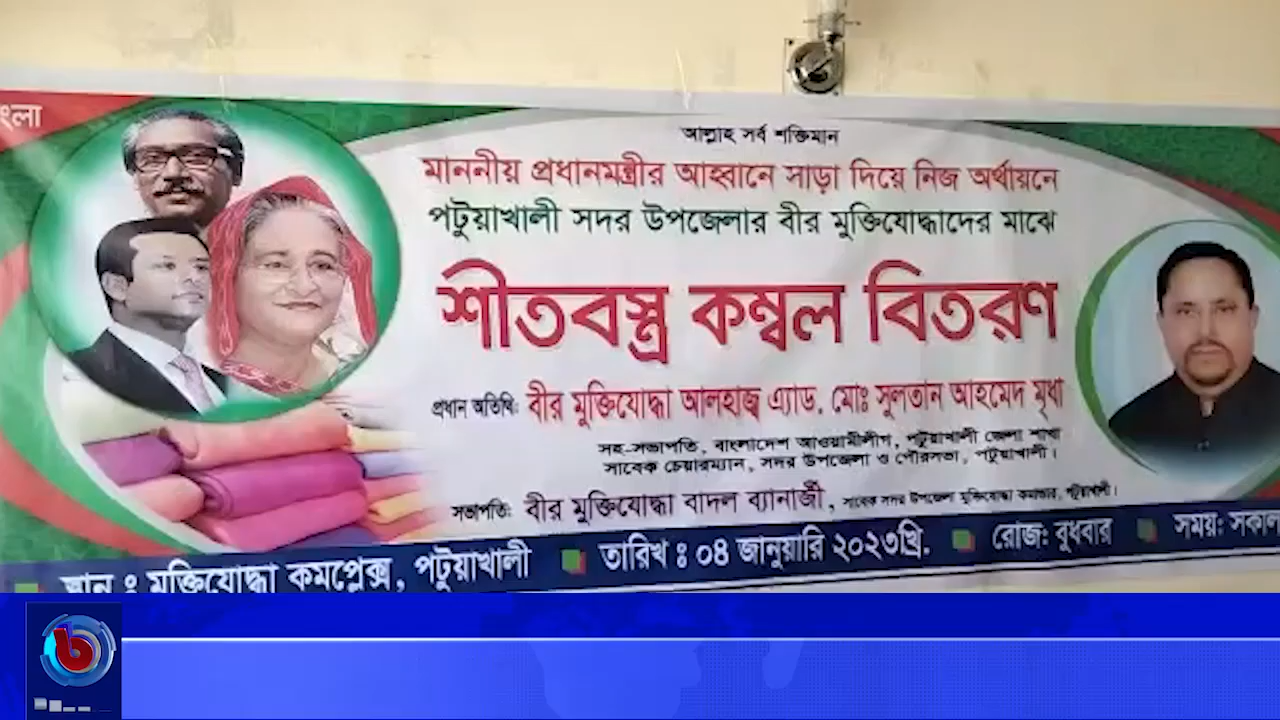 ংলা
আল্লাহ সর্ব শক্তিমান
মাননীয় প্রধানমন্ত্রীর আহ্বানে সাড়া দিয়ে নিজ অর্থায়নে
পটুয়াখালী সদর উপজেলার বীর মুক্তিযোদ্ধাদের মাঝে
শীতবস্ত্র কম্বল বিতরণ
প্রধান অতিথি: বীর মুক্তিযোদ্ধা আলহাজ্ব এ্যাড. মোঃ সুলতান আহমেদ মৃধা
সহ-সভাপতি, বাংলাদেশ আওয়ামীলীগ, পটুয়াখালী জেলা শাখা
সাবেক চেয়ারম্যান, সদর উপজেলা ও পৌরসভা, পটুয়াখালী।
সভাপতি: বীর মুক্তিযোদ্ধা বাদল ব্যানার্জী, সাবেক সদর উপজেলা মুক্তিযোদ্ধা কমান্ডার, পটুয়াখালী।
স্থান ঃ মুক্তিযোদ্ধা কমপ্লেক্স, পটুয়াখালী তারিখ ঃ ০৪ জানুয়ারি ২০২৩খ্রি. রোজ: বুধবার সময়: সকাল